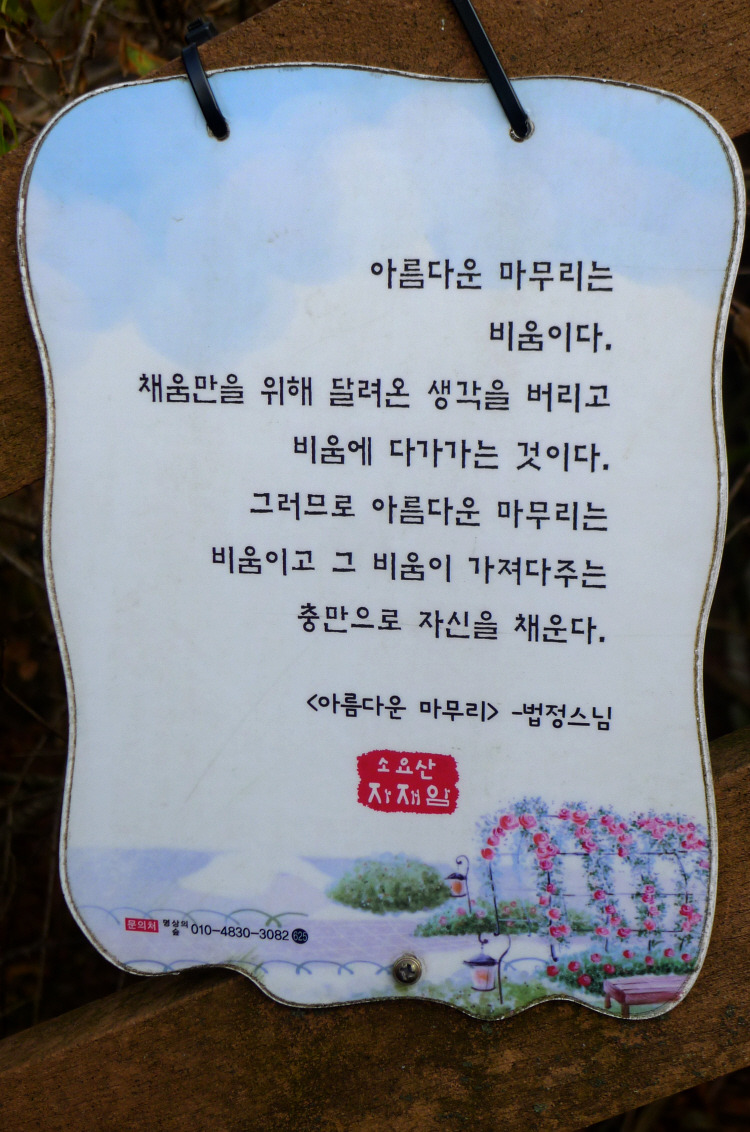 아름다운 마무리는
비움이다.
채움만을 위해 달려온 생각을 버리고
비움에 다가가는 것이다.
그러므로 아름다운 마무리는
비움이고 그 비움이 가져다주는
충만으로 자신을 채운다.
<아름다운 마무리> -법정스님
소요산
자재암
문의처 명상의 숲 010-4830-3082 625